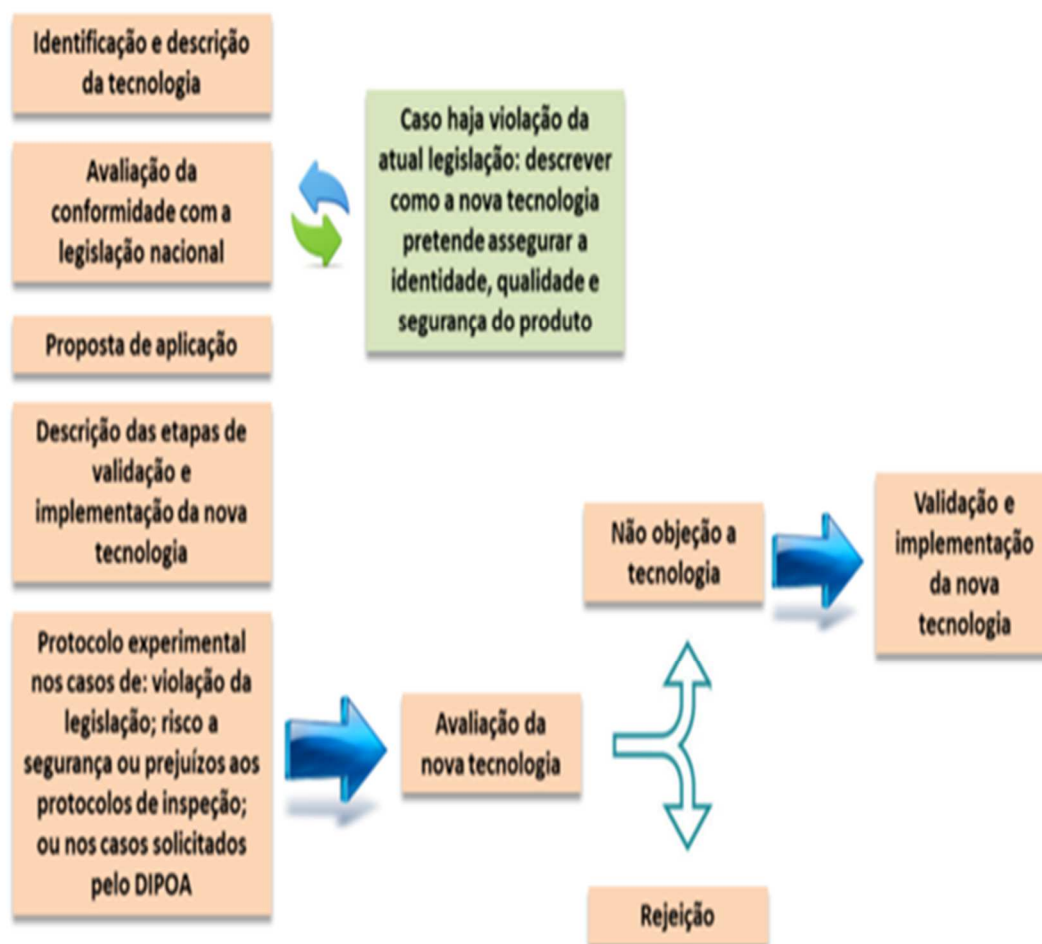 Identificação e descrição
da tecnologia
Avaliação da
conformidade com a
legislação nacional
Caso haja violação da
atual legislação: descrever
como a nova tecnologia
pretende assegurar a
identidade, qualidade e
segurança do produto
Proposta de aplicação
Descrição das etapas de
validação e
implementação da nova
tecnologia
Protocolo experimental
nos casos de: violação da
legislação; risco a
segurança ou prejuízos aos
protocolos de inspeção;
ou nos casos solicitados
pelo DIPOA
Avaliação da
nova tecnologia
Não objeção a
tecnologia
Validação e
implementação
da nova
tecnologia
Rejeição